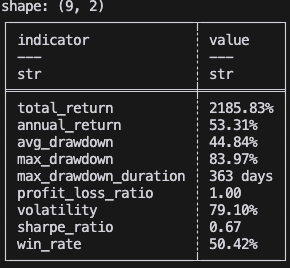 shape: (9, 2)
indicator value
--- ---
str str
total_return 2185.83%
annual_return 53.31%
avg_drawdown 44.84%
max_drawdown 83.97%
max_drawdown_duration 363 days
profit_loss_ratio 1.00
volatility 79.10%
sharpe_ratio 0.67
win_rate 50.42%